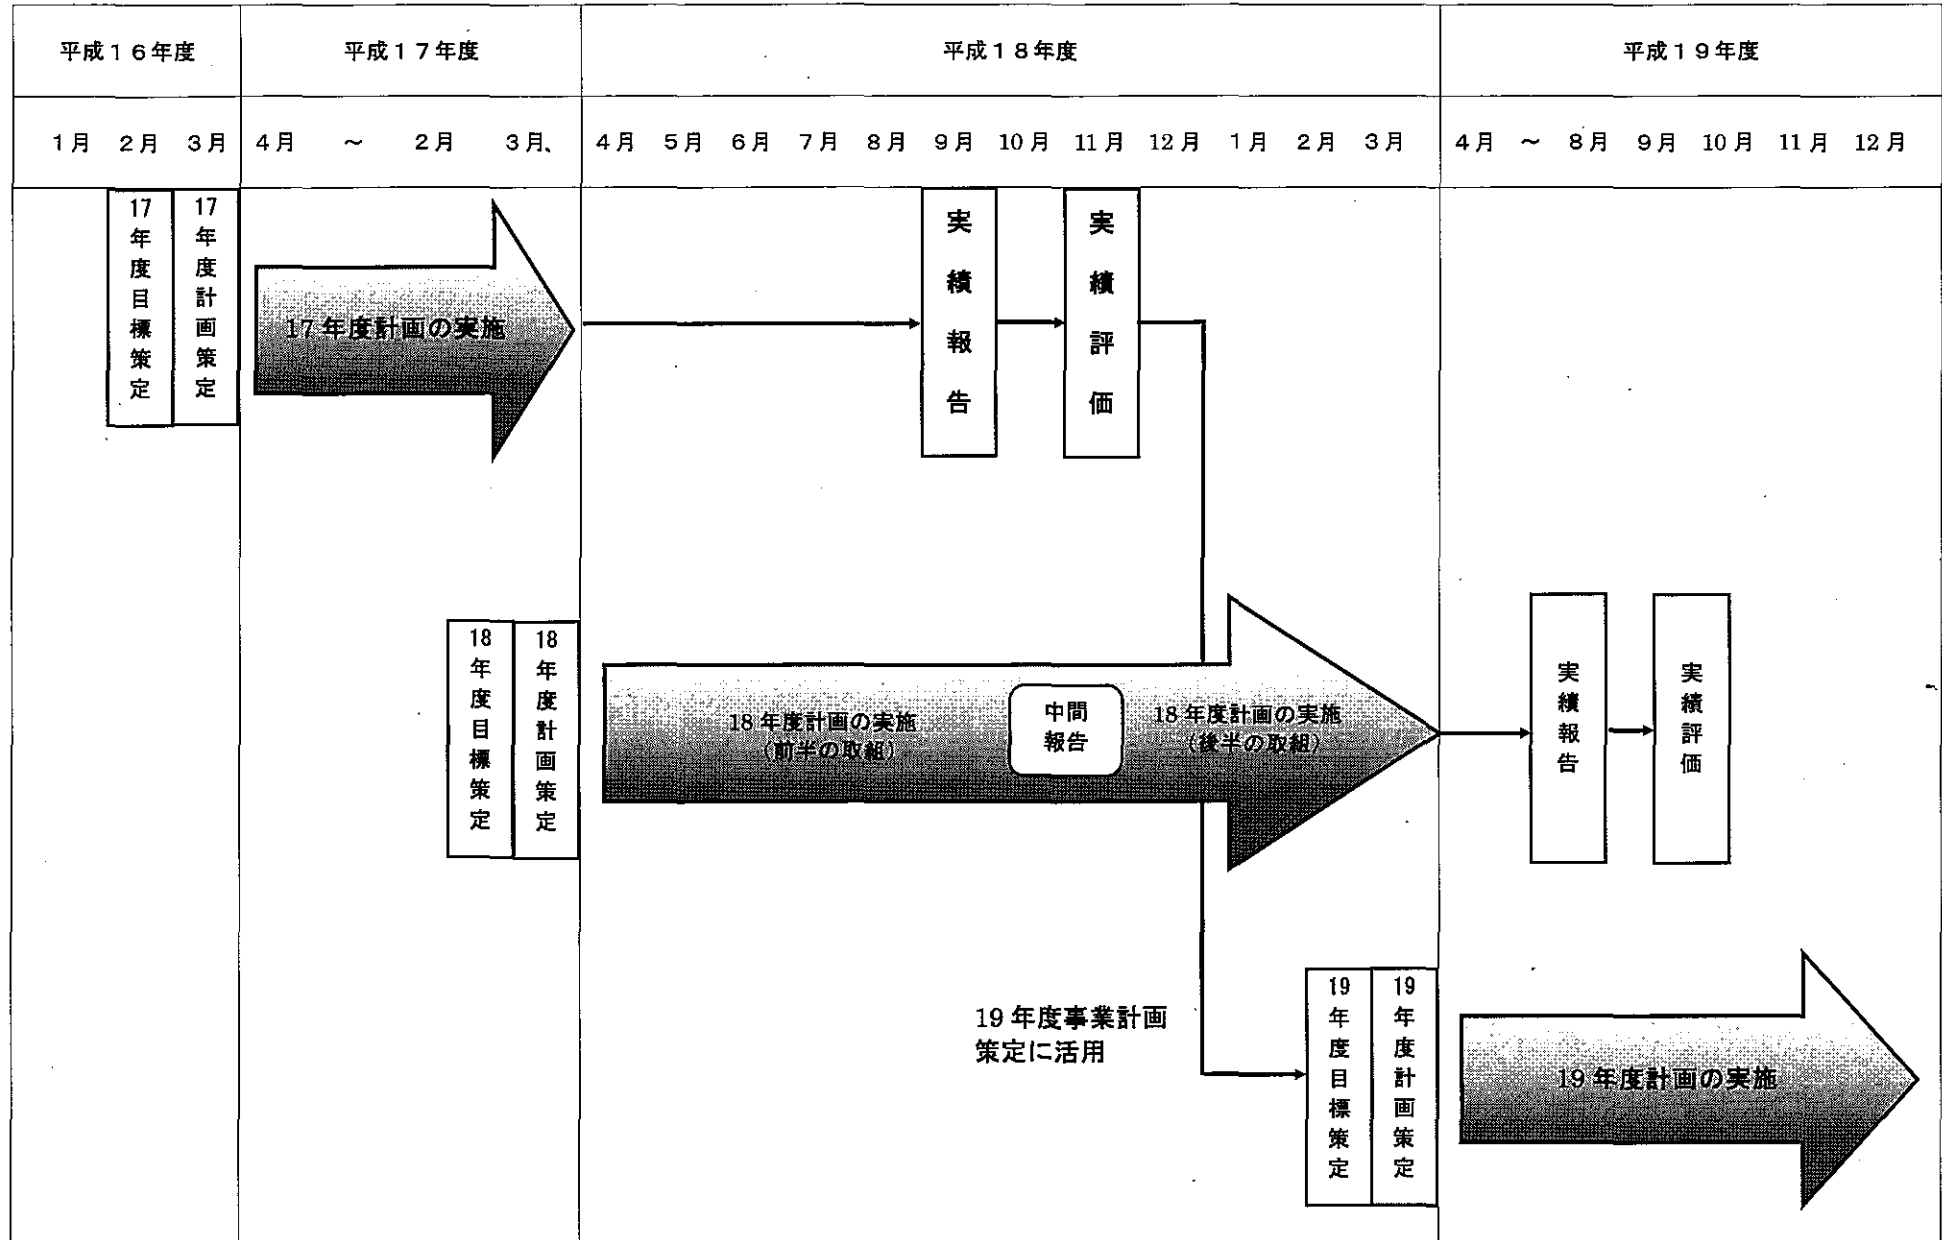 平成16年度
平成17年度
平成18年度
平成19年度
1月 2月 3月 4月 ~ 2月 3月、 4月 5月 6月 7月 8月 9月 10月 11月 12月 1月 2月 3月 4月 ~ 8月 9月 10月 11月 12月
17年度目標策定
17年度計画策定
17年度計画の実施
実績報告
実績評価
18年度目標策定
18年度計画策定
18年度計画の実施
(前半の取組)
中間
報告
18年度計画の実施
(後半の取組)
実績報告
実績評価
19年度事業計画
策定に活用
19年度目標策定
19年度計画策定
19年度計画の実施